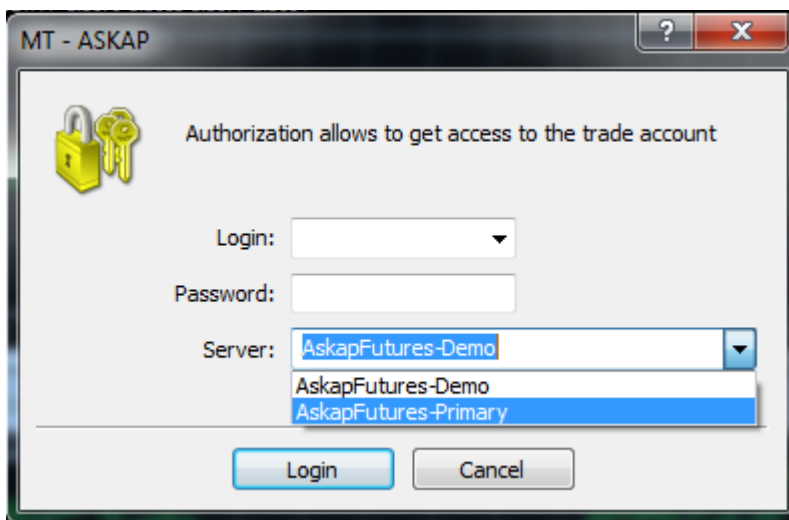 MT - ASKAP
?
X
Authorization allows to get access to the trade account
Login:
Password:
Server: AskapFutures-Demo
AskapFutures-Demo
AskapFutures-Primary
Login Cancel